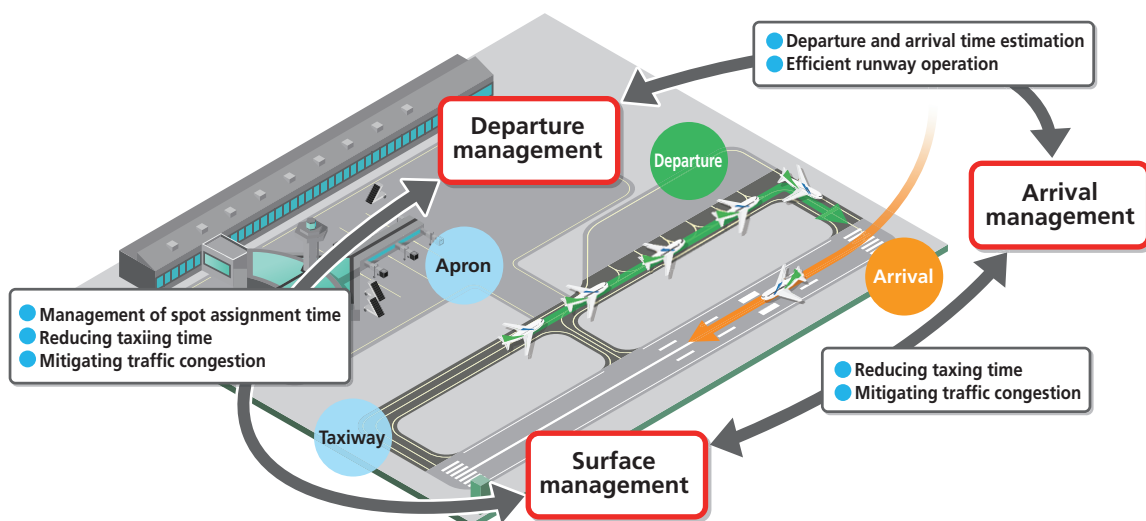 Departure and arrival time estimation
Efficient runway operation
Departure
management
Departure
Arrival
management
Apron
Arrival
Management of spot assignment time
Reducing taxiing time
Mitigating traffic congestion
Reducing taxing time
Mitigating traffic congestion
Taxiway
Surface
management